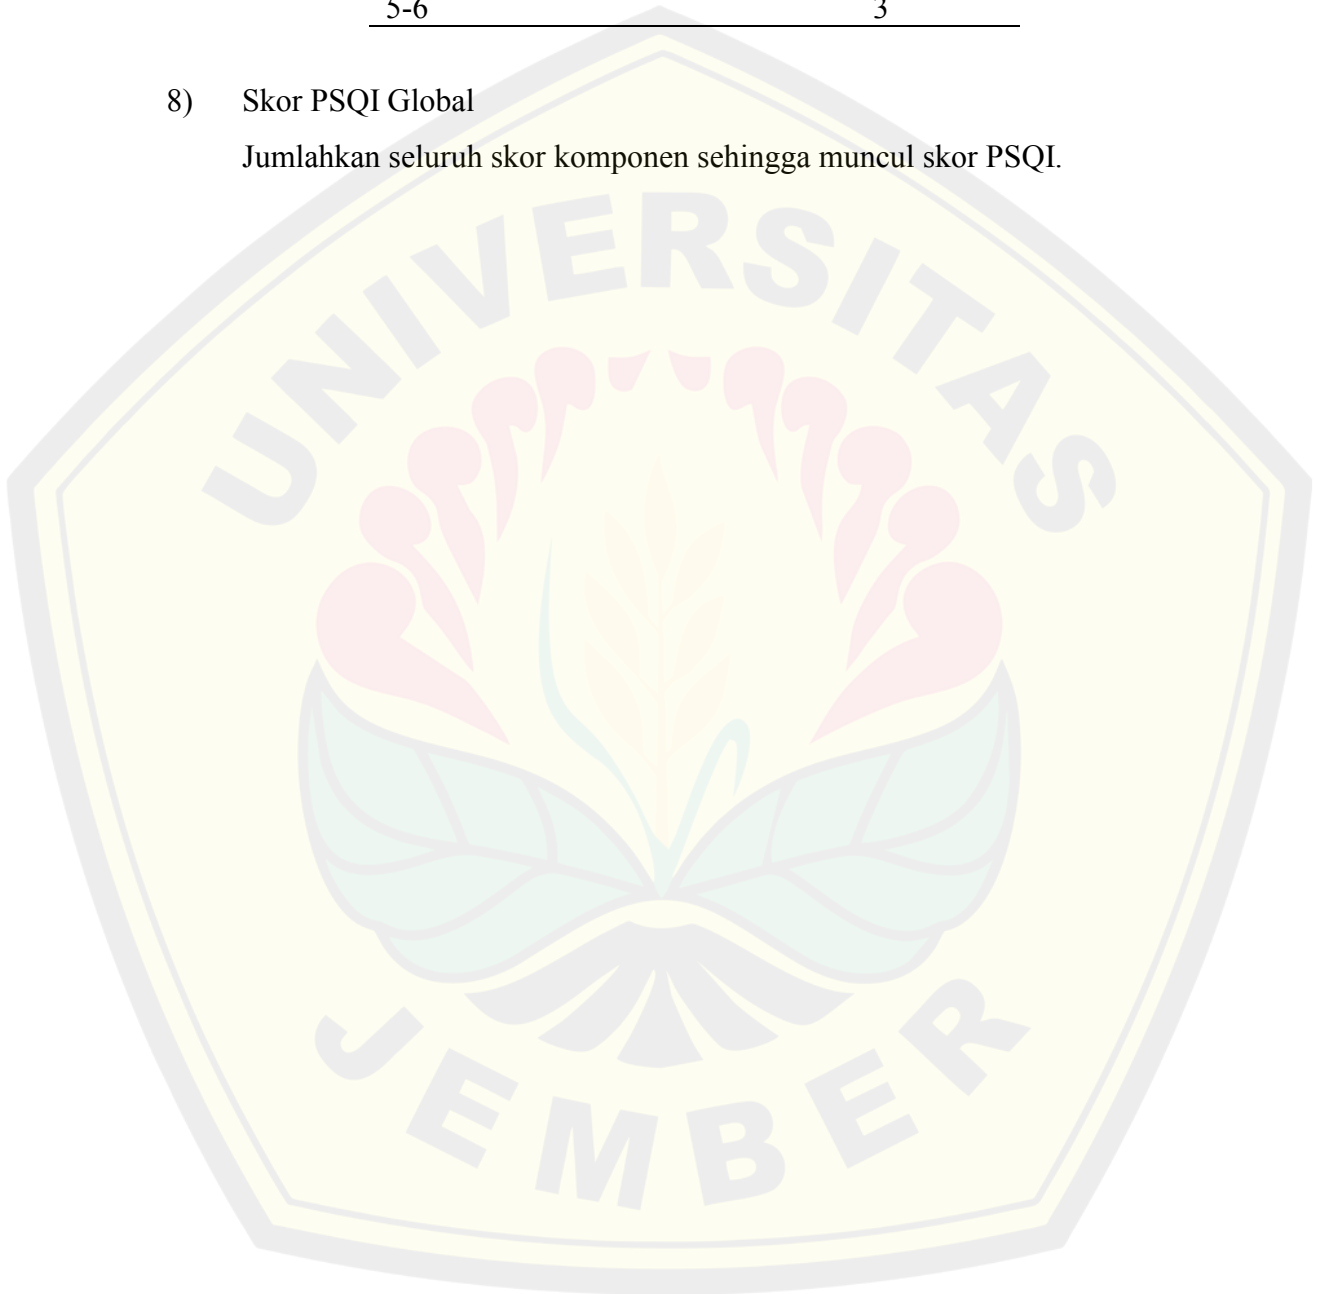 5-6 3
8) Skor PSQI Global
Jumlahkan seluruh skor komponen sehingga muncul skor PSQI.
UNIVERSITAS
JEMBER